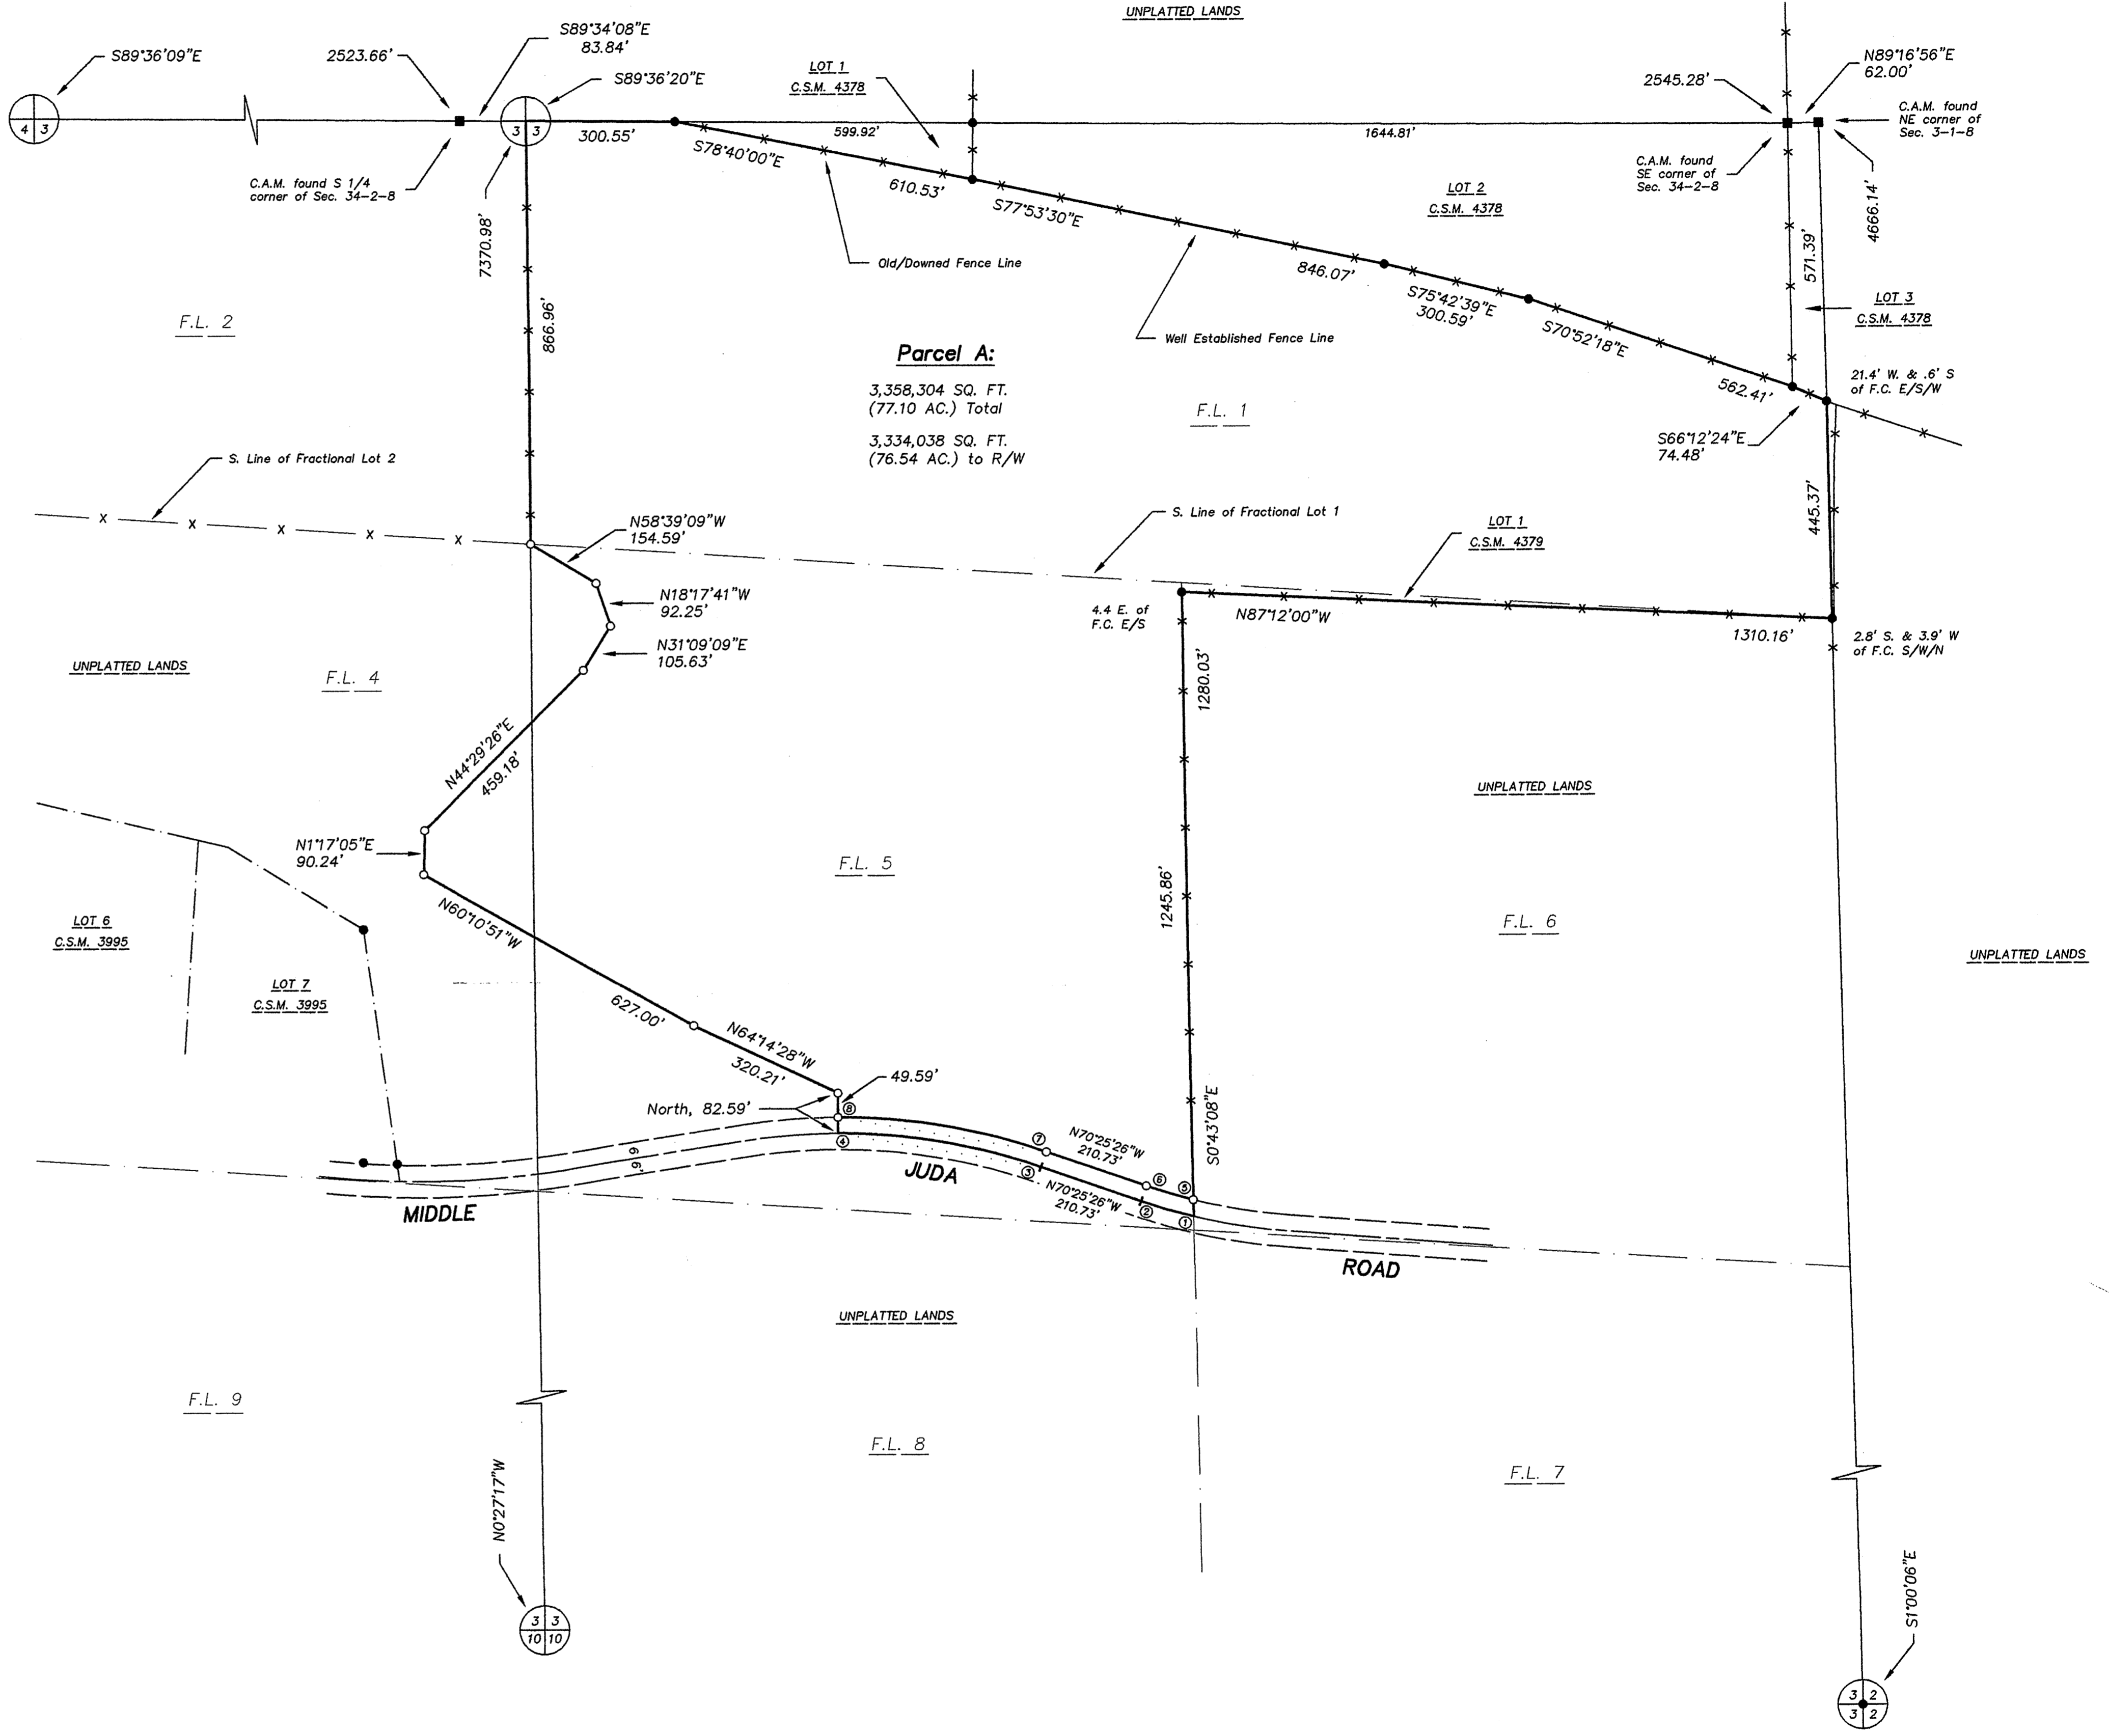 UNPLATTED LANDS
S89°36'09"E
2523.66'
S89°34'08"E
83.84'
S89°36'20"E
LOT 1
C.S.M. 4378
2545.28'
N89°16'56"E
62.00'
C.A.M. found
NE corner of
Sec. 3-1-8
4 3
3 3
300.55'
599.92'
1644.81'
S78°40'00"E
610.53'
S77°53'30"E
C.A.M. found S 1/4
corner of Sec. 34-2-8
C.A.M. found
SE corner of
Sec. 34-2-8
LOT 2
C.S.M. 4378
4666.14'
7370.98'
571.39'
Old/Downed Fence Line
846.07'
S75°42'39"E
300.59'
S70°52'18"E
562.41'
LOT 3
C.S.M. 4378
866.96'
F.L. 2
Well Established Fence Line
Parcel A:
3,358,304 SQ. FT.
(77.10 AC.) Total
3,334,038 SQ. FT.
(76.54 AC.) to R/W
F.L. 1
21.4' W. & .6' S
of F.C. E/S/W
S66°12'24"E
74.48'
S. Line of Fractional Lot 2
445.37'
N58°39'09"W
154.59'
S. Line of Fractional Lot 1
LOT 1
C.S.M. 4379
N18°17'41"W
92.25'
4.4 E. of
F.C. E/S
N87°12'00"W
1310.16'
2.8' S. & 3.9' W
of F.C. S/W/N
N31°09'09"E
105.63'
UNPLATTED LANDS
F.L. 4
1280.03'
N44°29'26"E
459.18'
UNPLATTED LANDS
N1°17'05"E
90.24'
F.L. 5
1245.86'
N60°10'51"W
627.00'
LOT 6
C.S.M. 3995
F.L. 6
UNPLATTED LANDS
LOT 7
C.S.M. 3995
N64°14'28"W
320.21'
49.59'
North, 82.59'
8
4
S0°43'08"E
7
N70°25'26"W
210.73'
6
5
66'
JUDA
3
N70°25'26"W
210.73'
2
1
MIDDLE
ROAD
UNPLATTED LANDS
F.L. 9
F.L. 8
F.L. 7
N0°27'17"W
S1°00'06"E
3 3
10 10
3 2
3 2